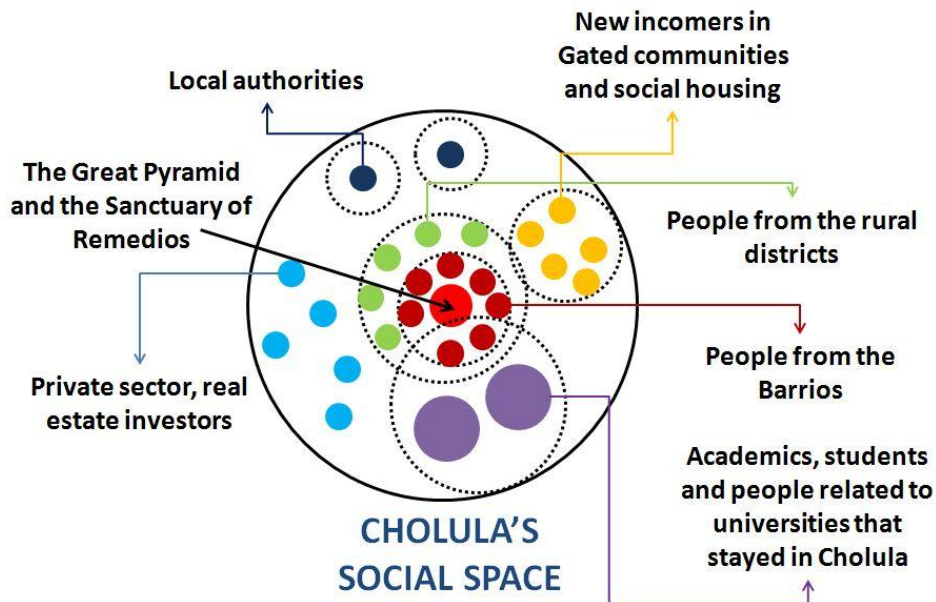 New incomers in
Gated communities
and social housing
Local authorities
The Great Pyramid
and the Sanctuary of
Remedios
People from the rural
districts
People from the
Barrios
Private sector, real
estate investors
Academics, students
and people related to
universities that
stayed in Cholula
CHOLULA'S
SOCIAL SPACE